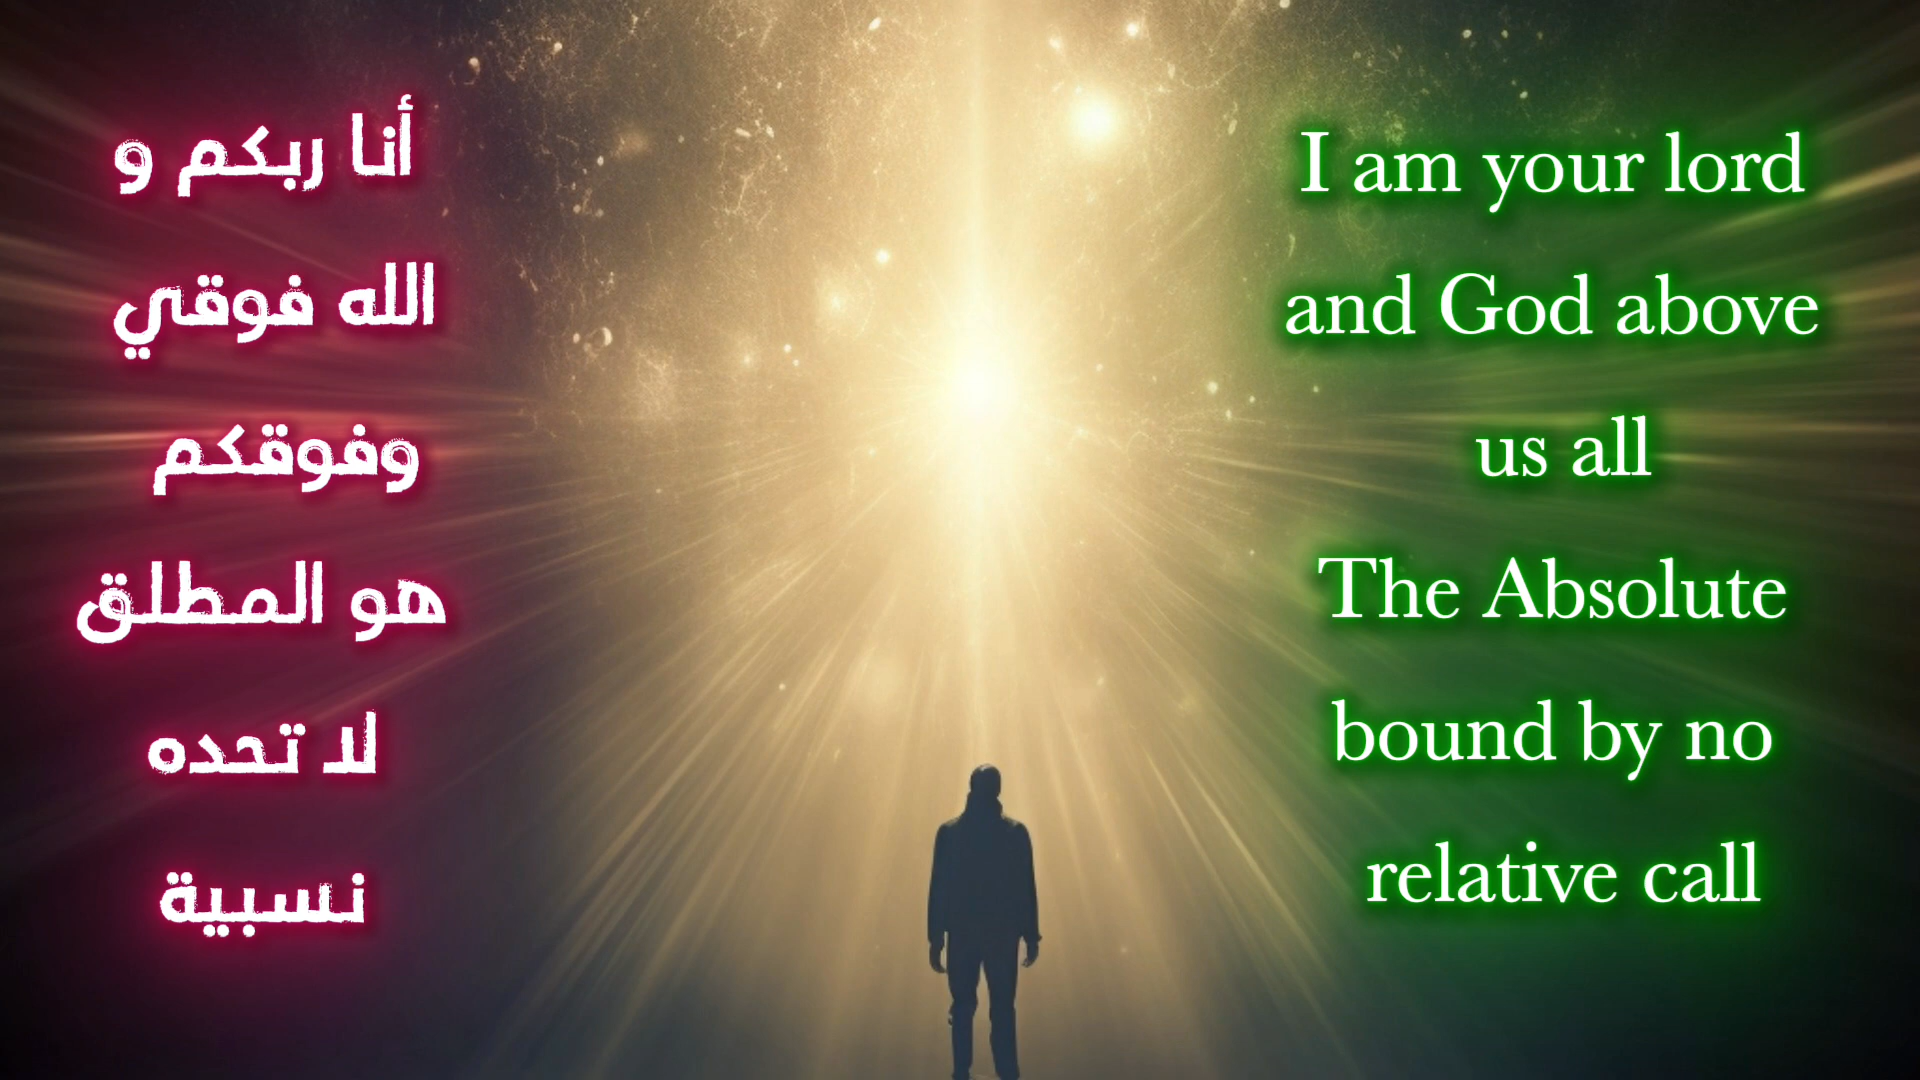 أنا ربكم و
الله فوقي
وفوقكم
هو المطلق
لا تحده
نسبية
I am your lord
and God above
us all
The Absolute
bound by no
relative call